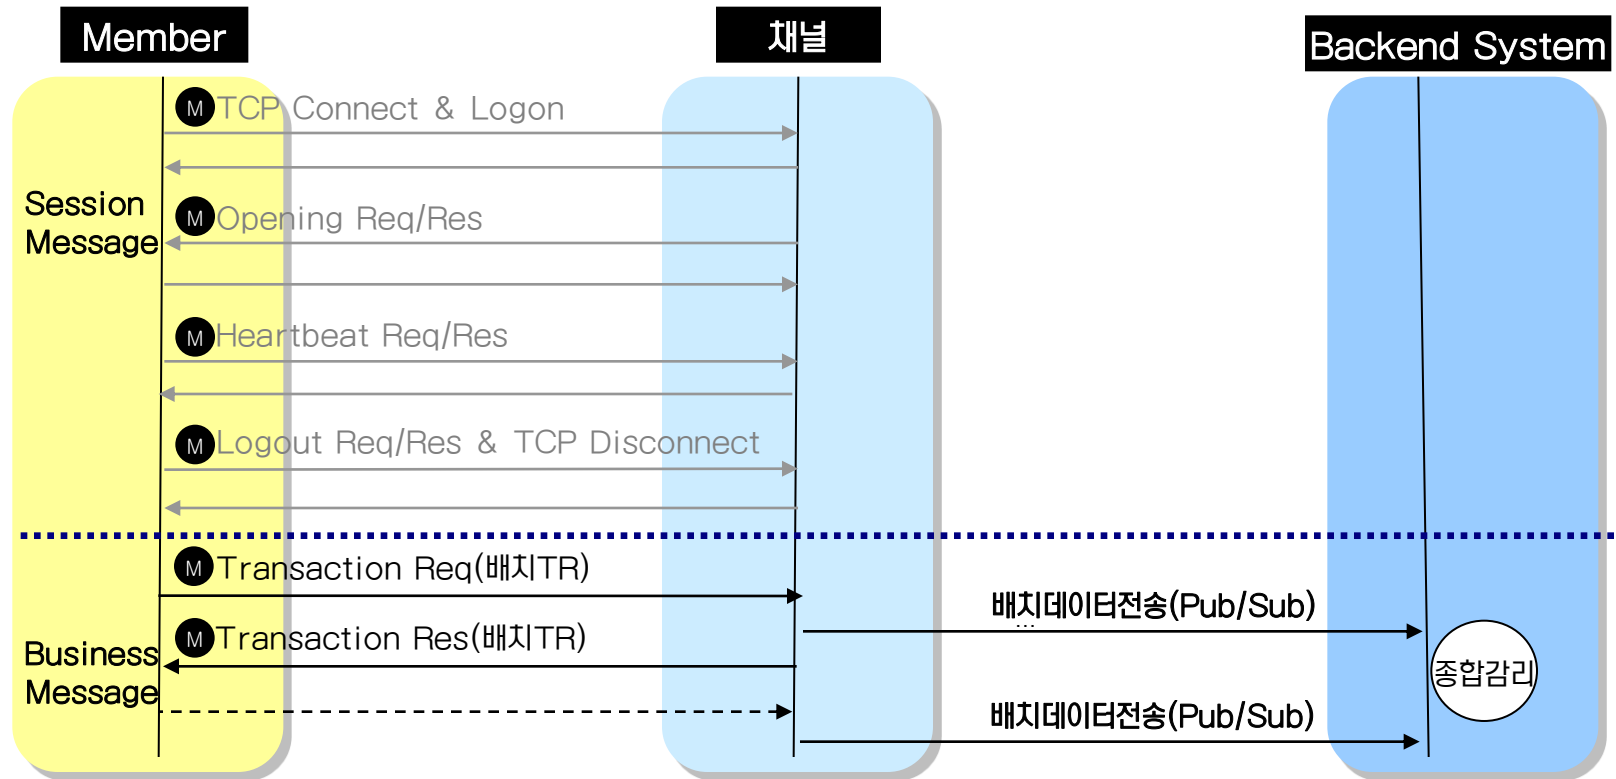 Member
채널
Backend System
M TCP Connect & Logon
Session
Message
M Opening Req/Res
M Heartbeat Req/Res
M Logout Req/Res & TCP Disconnect
M Transaction Req(배치TR)
배치데이터전송(Pub/Sub)
...
M Transaction Res(배치TR)
Business
Message
종합감리
배치데이터전송(Pub/Sub)